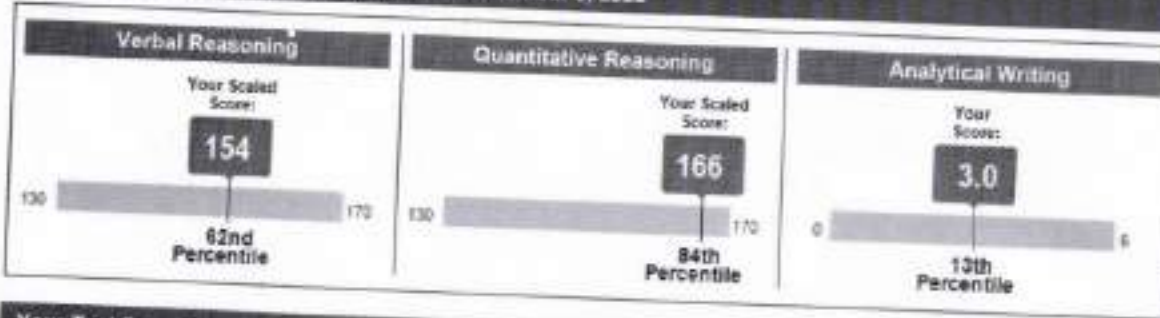 Verbal Reasoning
Your Scaled
Score:
154
130
170
62nd
Percentile
Quantitative Reasoning
Your Scaled
Score:
166
130
170
84th
Percentile
Analytical Writing
Your
Score:
3.0
0
6
13th
Percentile